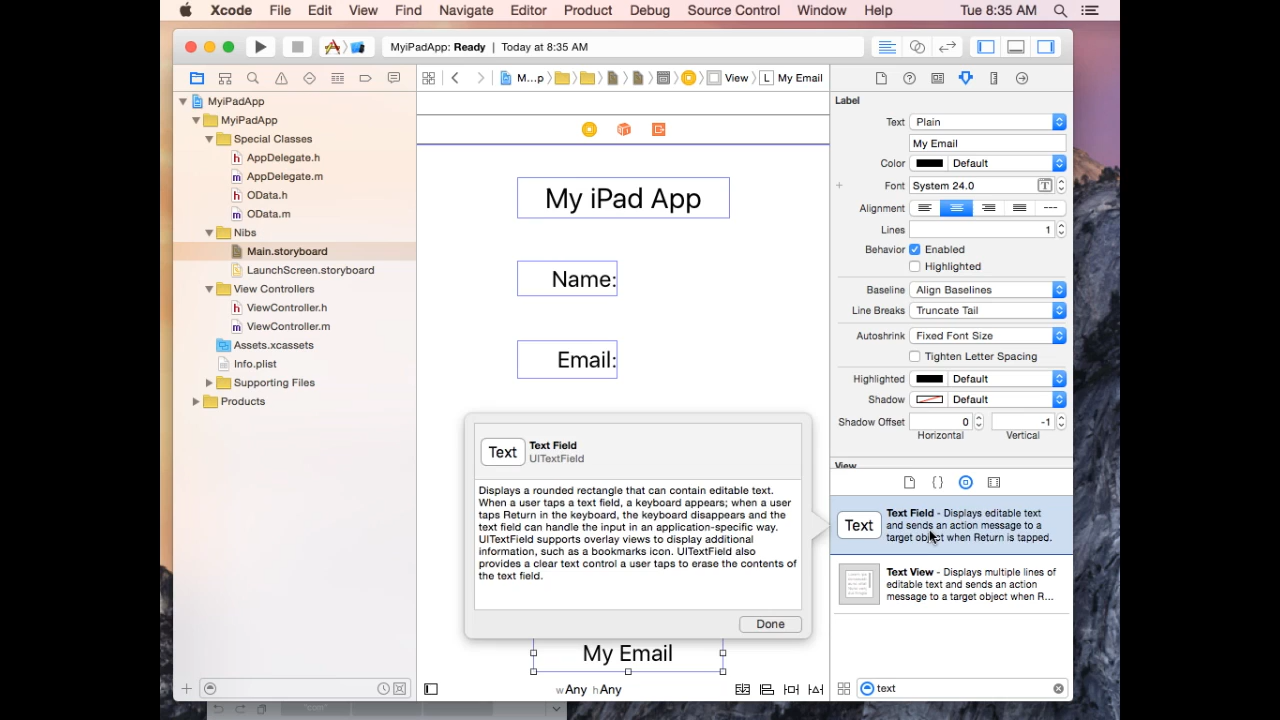 Xcode File Edit View Find Navigate Editor Product Debug Source Control Window Help Tue 8:35 AM
MyiPadApp: Ready | Today at 8:35 AM
M...p View L My Email
MyiPadApp
MyiPadApp
Special Classes
h AppDelegate.h
m AppDelegate.m
h OData.h
m OData.m
Nibs
Main.storyboard
LaunchScreen.storyboard
View Controllers
h ViewController.h
m ViewController.m
Assets.xcassets
Info.plist
Supporting Files
Products
My iPad App
Name:
Email:
Text
Text Field
UITextField
Displays a rounded rectangle that can contain editable text.
When a user taps a text field, a keyboard appears; when a user
taps Return in the keyboard, the keyboard disappears and the
text field can handle the input in an application-specific way.
UITextField supports overlay views to display additional
information, such as a bookmarks icon. UITextField also
provides a clear text control a user taps to erase the contents of
the text field.
Done
My Email
wAny hAny
Label
Text Plain
My Email
Color Default
Font System 24.0 T
Alignment
Lines 1
Behavior Enabled
Highlighted
Baseline Align Baselines
Line Breaks Truncate Tail
Autoshrink Fixed Font Size
Tighten Letter Spacing
Highlighted Default
Shadow Default
Shadow Offset 0 -1
Horizontal Vertical
View
{ }
Text
Text Field - Displays editable text
and sends an action message to a
target object when Return is tapped.
Text View - Displays multiple lines of
editable text and sends an action
message to a target object when R...
text